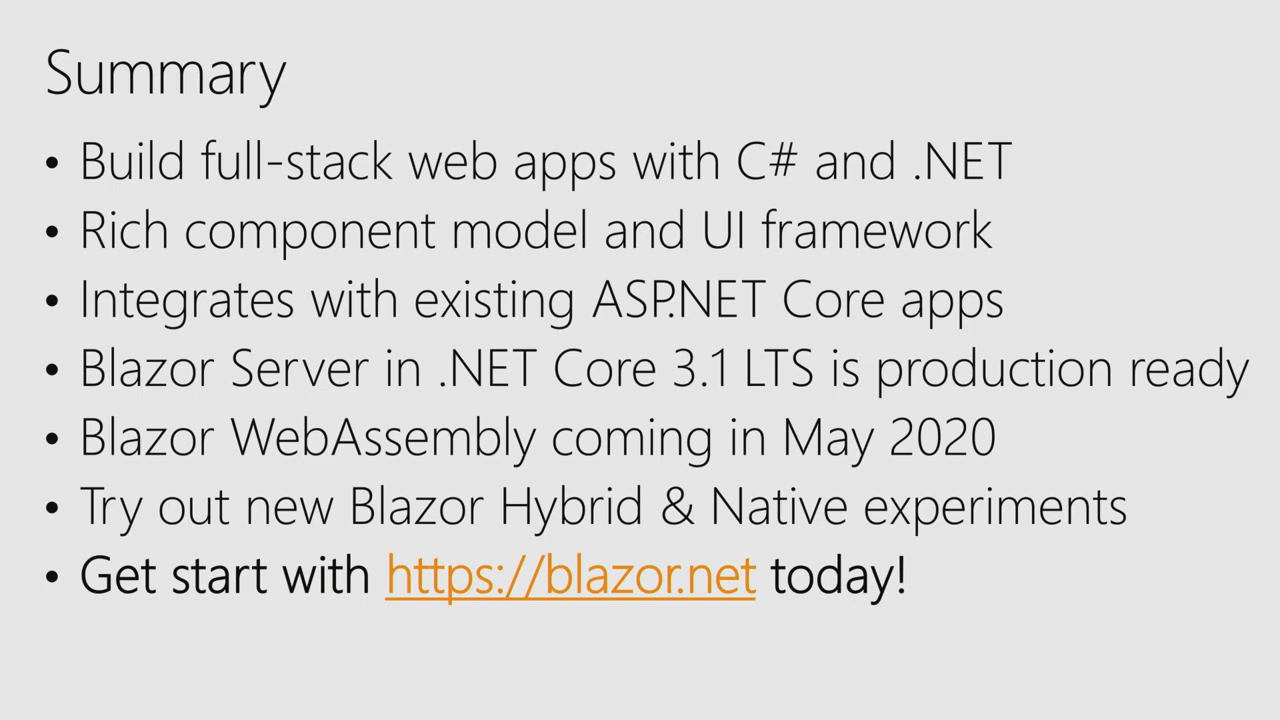 Summary
• Build full-stack web apps with C# and .NET
• Rich component model and UI framework
• Integrates with existing ASP.NET Core apps
• Blazor Server in .NET Core 3.1 LTS is production ready
• Blazor WebAssembly coming in May 2020
• Try out new Blazor Hybrid & Native experiments
• Get start with https://blazor.net today!